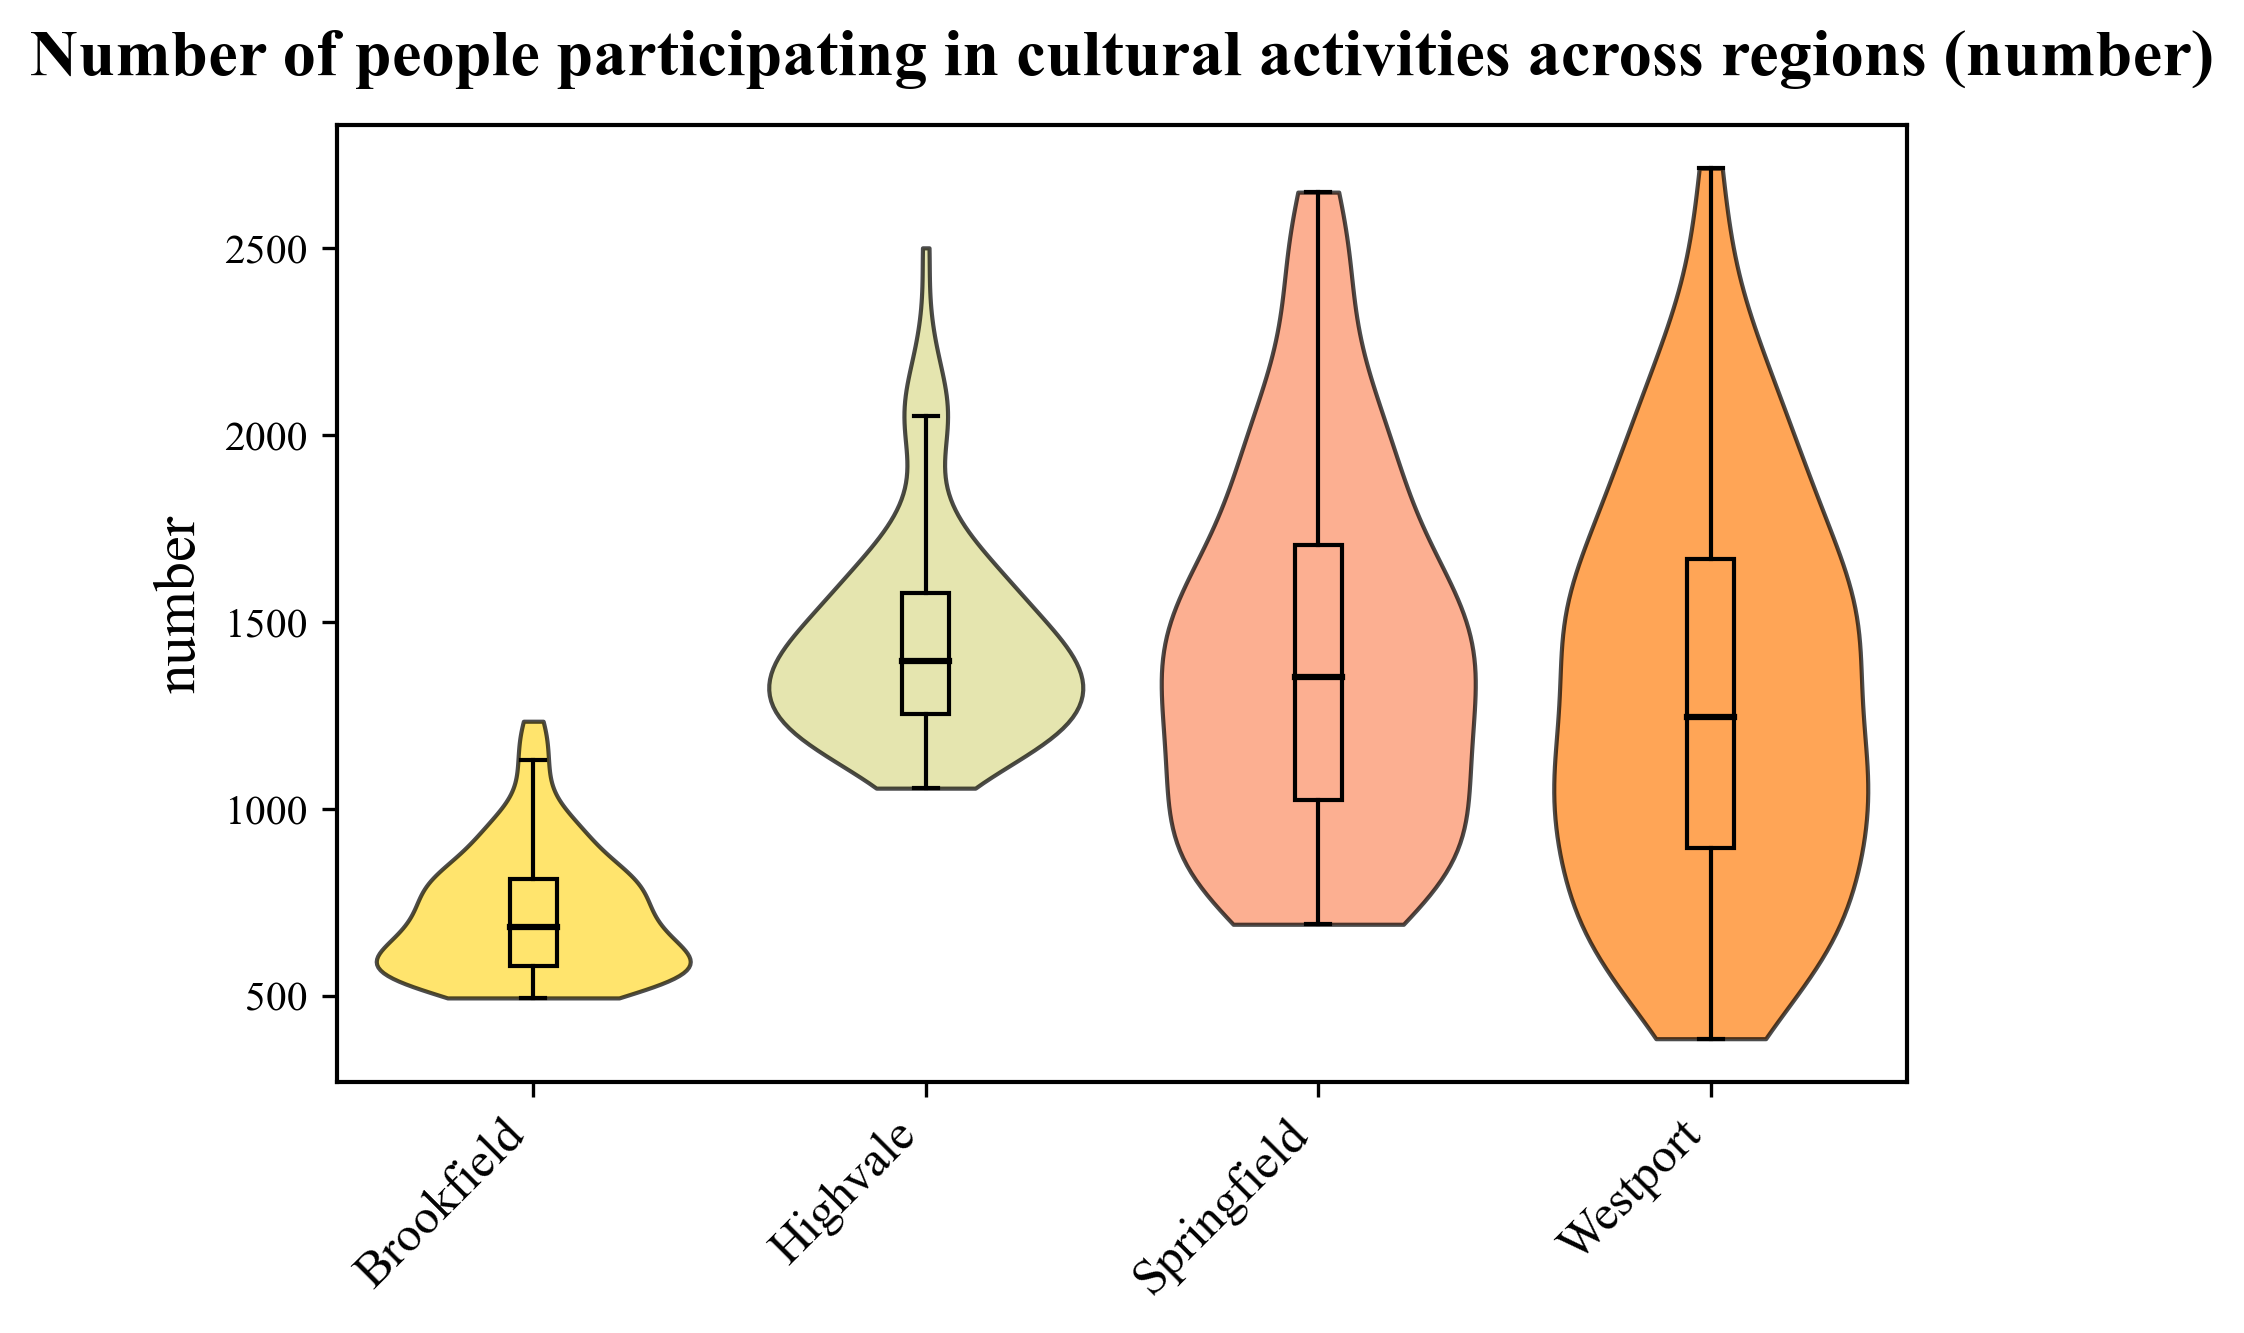 Number of people participating in cultural activities across regions (number)
number
2500
2000
1500
1000
500
Brookfield
Highvale
Springfield
Westport